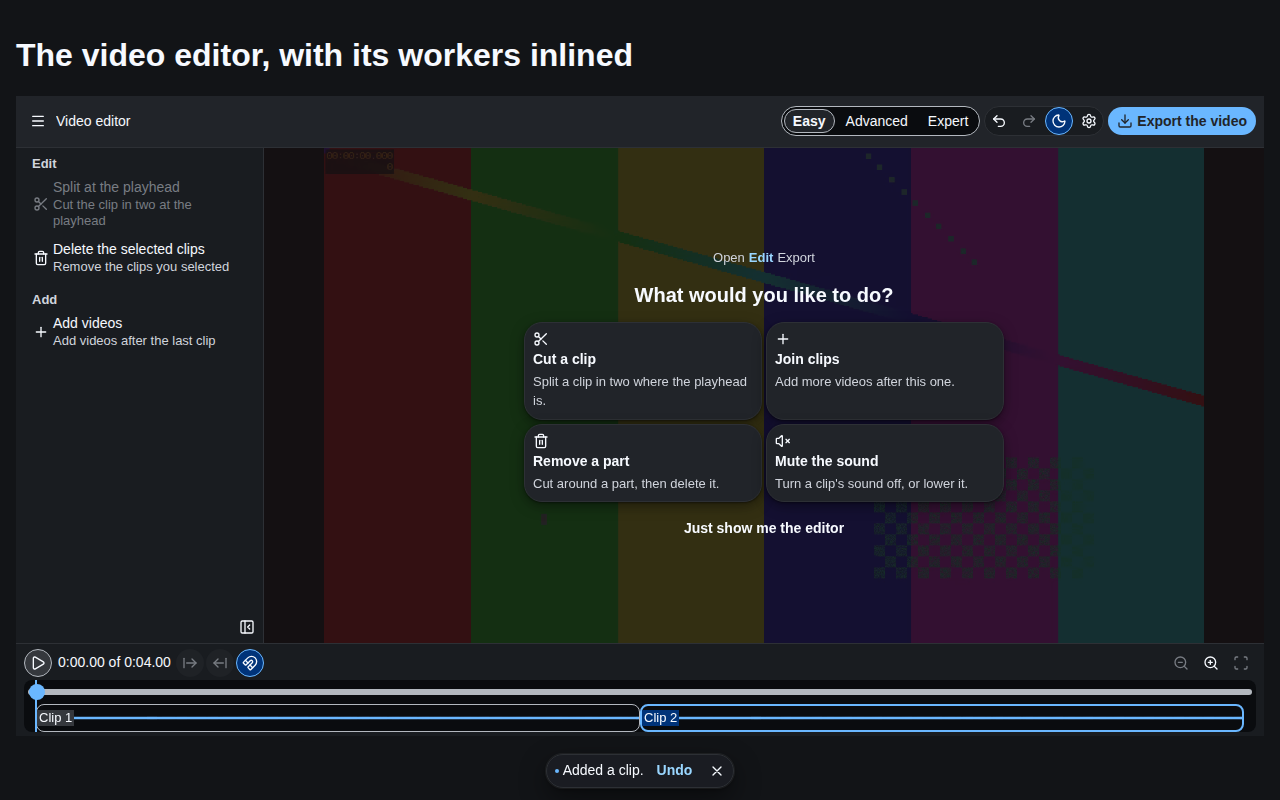 The video editor, with its workers inlined
Video editor
Easy Advanced Expert
Export the video
Edit
Split at the playhead
Cut the clip in two at the
playhead
Delete the selected clips
Remove the clips you selected
Add
Add videos
Add videos after the last clip
00:00:00.000
0
Open Edit Export
What would you like to do?
Cut a clip
Split a clip in two where the playhead
is.
Join clips
Add more videos after this one.
Remove a part
Cut around a part, then delete it.
Mute the sound
Turn a clip's sound off, or lower it.
Just show me the editor
0:00.00 of 0:04.00
Clip 1
Clip 2
Added a clip. Undo